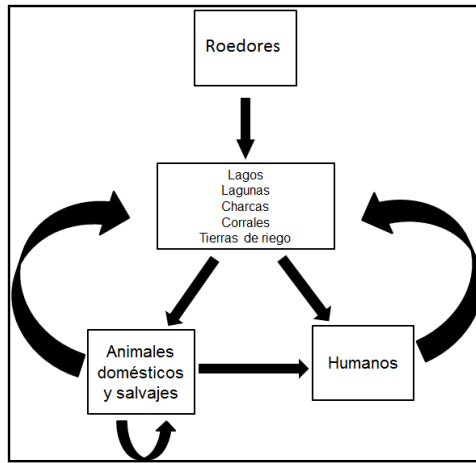 Roedores
Lagos
Lagunas
Charcas
Corrales
Tierras de riego
Animales
domésticos
y salvajes
Humanos